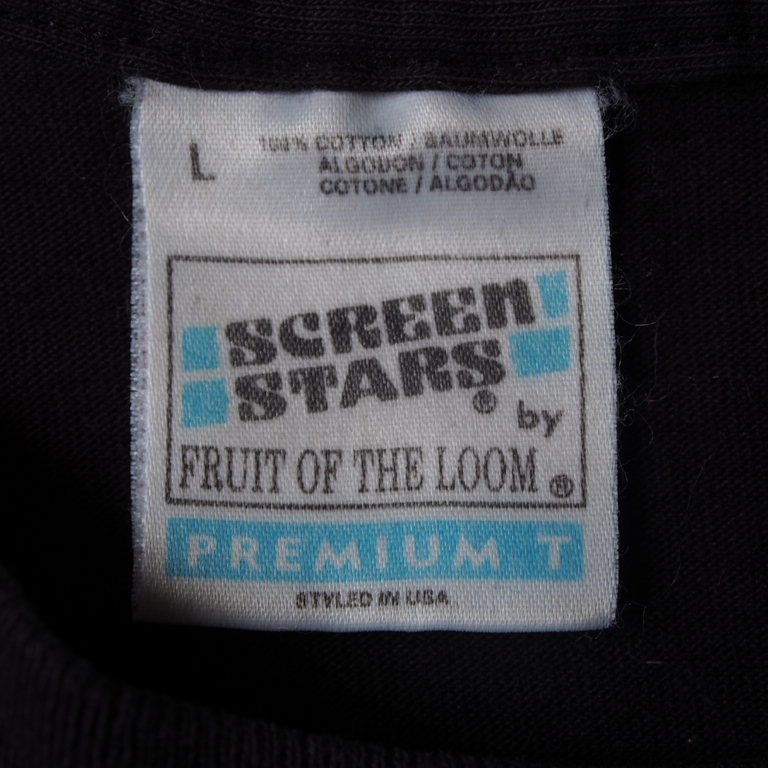 L
100% COTTON / BAUMWOLLE
ALGODON / COTON
COTONE / ALGODÃO
SCREEN
STARS®
by
FRUIT OF THE LOOM ®
PREMIUM T
STYLED IN USA